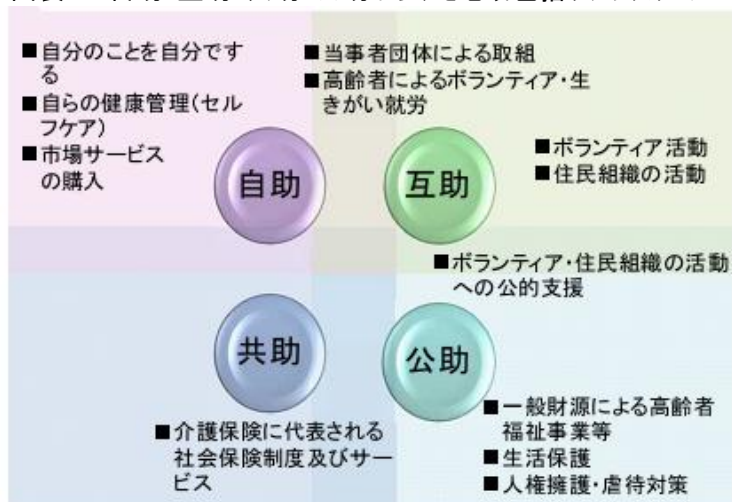 ■自分のことを自分です
る
■自らの健康管理(セル
フケア)
■市場サービス
の購入
■当事者団体による取組
■高齢者によるボランティア・生
きがい就労
■ボランティア活動
■住民組織の活動
自助
互助
■ボランティア・住民組織の活動
への公的支援
共助
公助
■介護保険に代表される
社会保険制度及びサー
ビス
■一般財源による高齢者
福祉事業等
■生活保護
■人権擁護・虐待対策